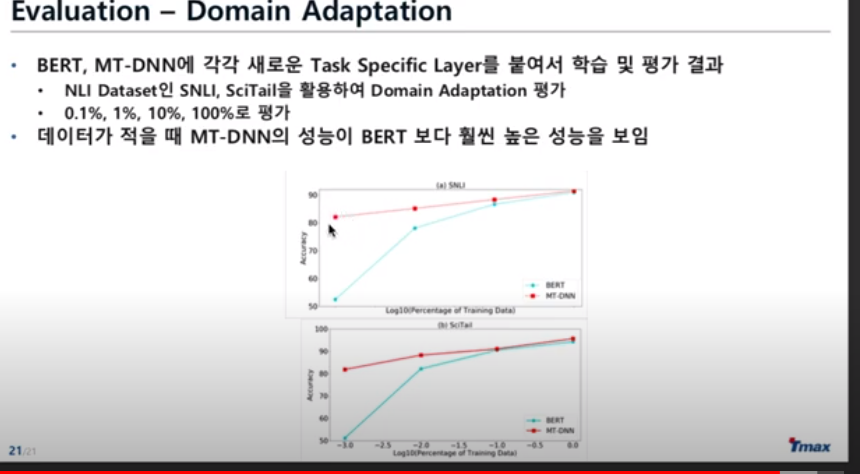 Evaluation – Domain Adaptation
• BERT, MT-DNN에 각각 새로운 Task Specific Layer를 붙여서 학습 및 평가 결과
• NLI Dataset인 SNLI, SciTail을 활용하여 Domain Adaptation 평가
• 0.1%, 1%, 10%, 100%로 평가
• 데이터가 적을 때 MT-DNN의 성능이 BERT 보다 훨씬 높은 성능을 보임
(a) SNLI
90
80
70
60
50
Accuracy
BERT
MT-DNN
Log10(Percentage of Training Data)
(b) SciTail
100
90
80
70
60
50
Accuracy
BERT
MT-DNN
−3.0 −2.5 −2.0 −1.5 −1.0 −0.5 0.0
Log10(Percentage of Training Data)
21/21
Tmax